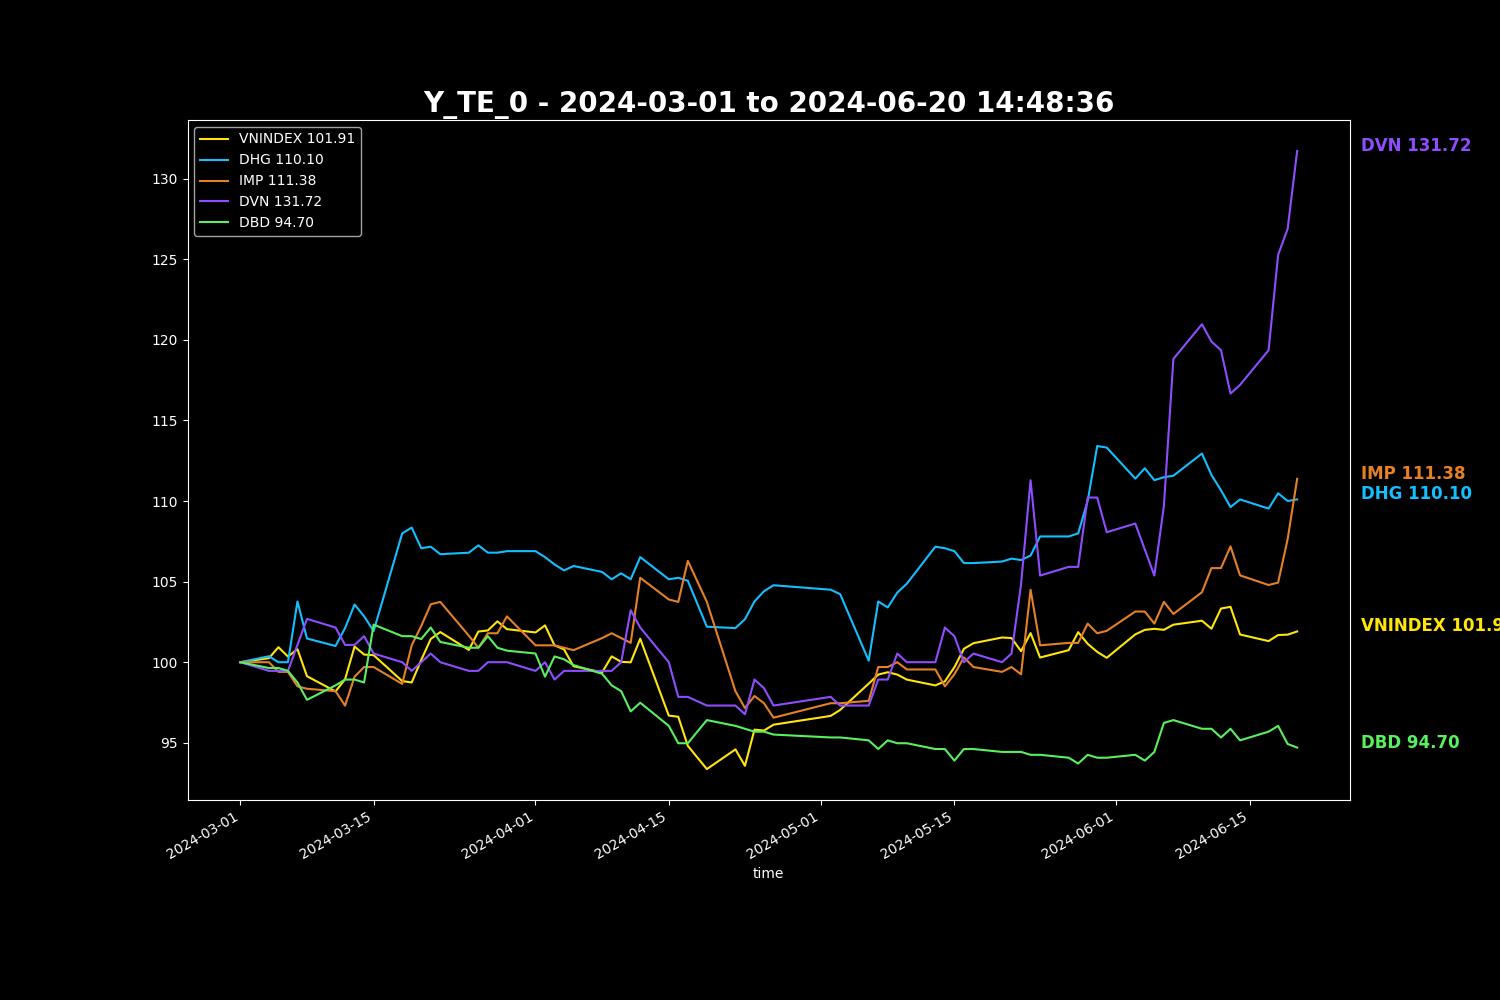 Y_TE_0 - 2024-03-01 to 2024-06-20 14:48:36
VNINDEX 101.91
DHG 110.10
IMP 111.38
DVN 131.72
DBD 94.70
130
125
120
115
110
105
100
95
DVN 131.72
IMP 111.38
DHG 110.10
VNINDEX 101.9
DBD 94.70
2024-03-01
2024-03-15
2024-04-01
2024-04-15
2024-05-01
2024-05-15
2024-06-01
2024-06-15
time